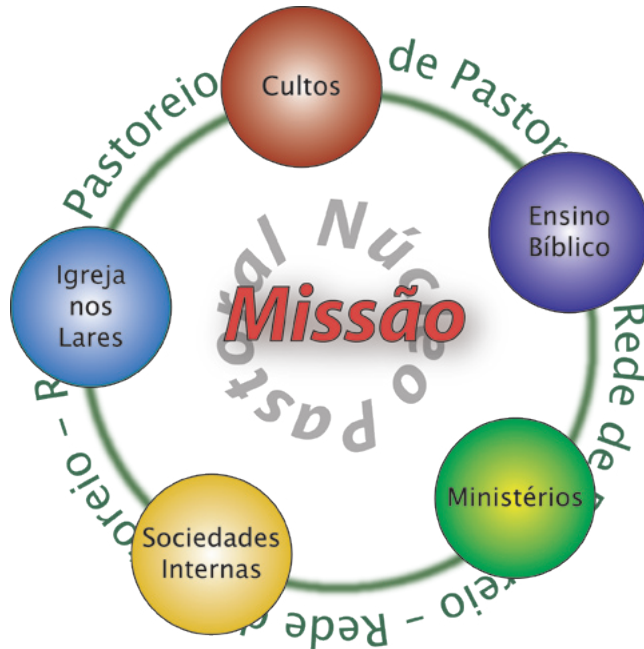 Cultos
Ensino
Bíblico
Ministérios
Sociedades
Internas
Igreja
nos
Lares
Núcleo Pastoral
Missão
Pastoreio
de Pastor
Rede de
reio – Rede d
oreio – R